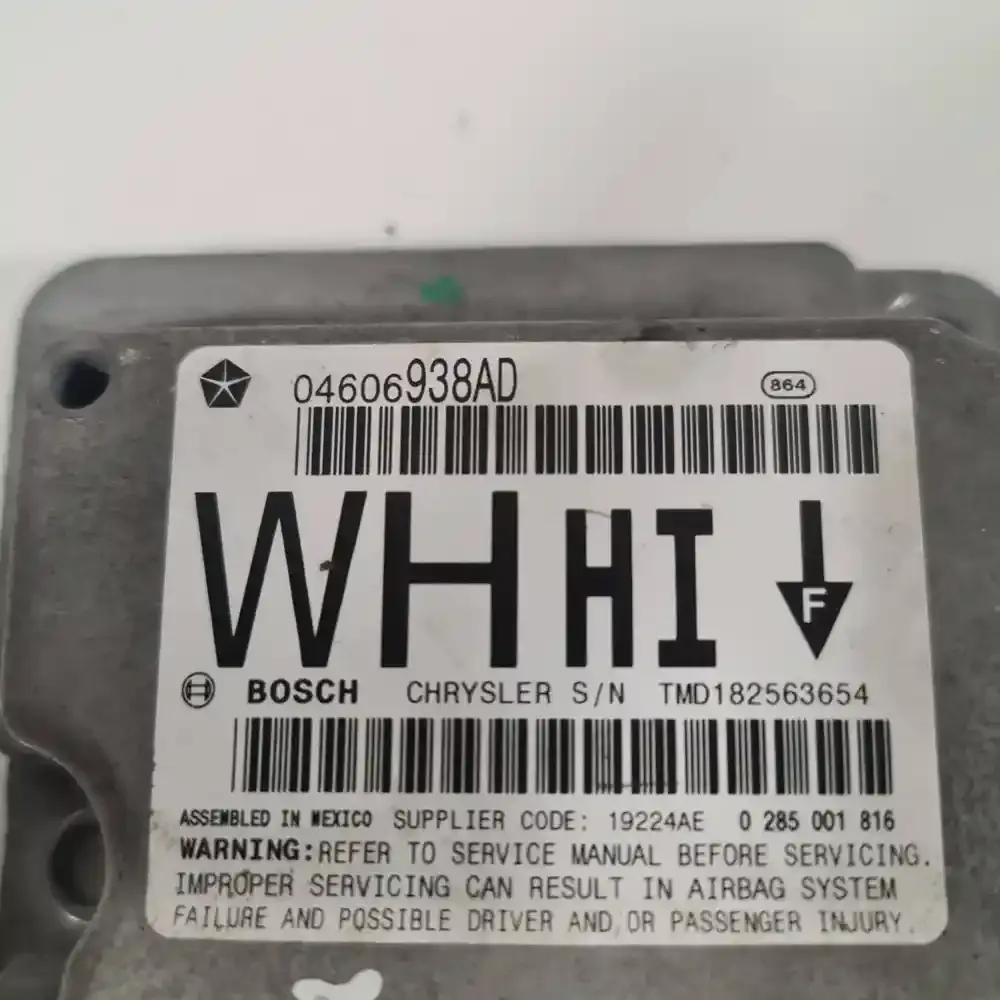 04606938AD 864
WH HI F
BOSCH CHRYSLER S/N TMD182563654
ASSEMBLED IN MEXICO SUPPLIER CODE: 19224AE 0 285 001 816
WARNING:REFER TO SERVICE MANUAL BEFORE SERVICING.
IMPROPER SERVICING CAN RESULT IN AIRBAG SYSTEM
FAILURE AND POSSIBLE DRIVER AND/OR PASSENGER INJURY.